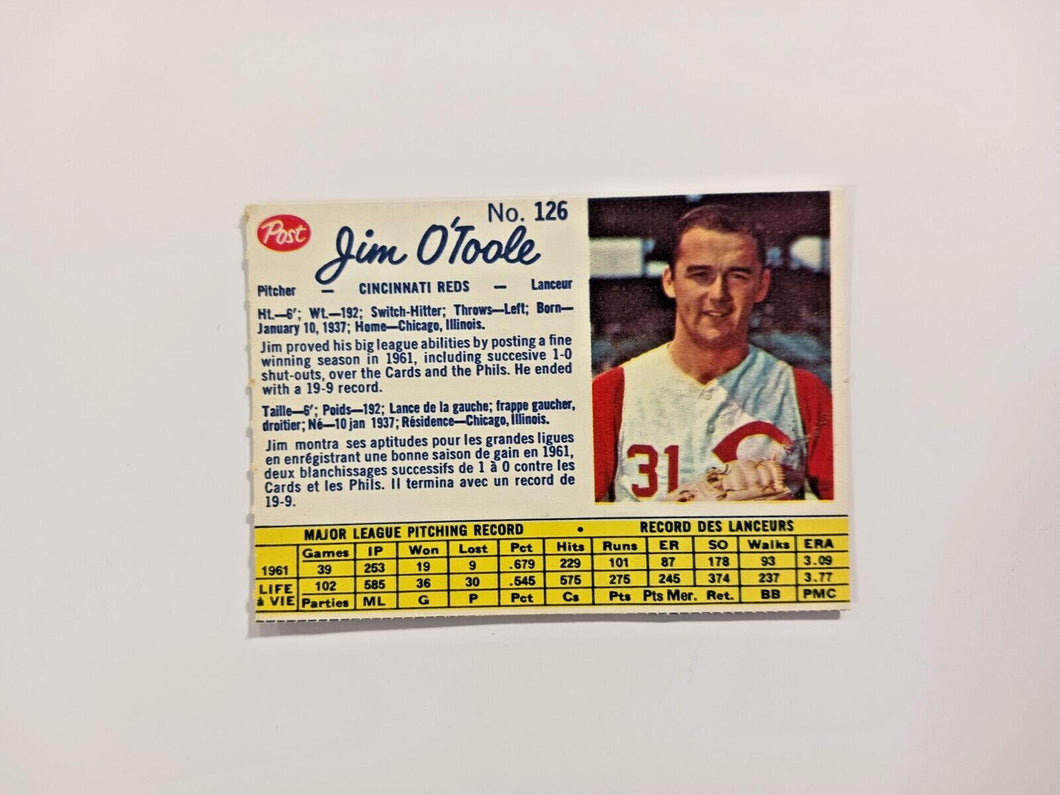 Post
No. 126
Jim O'Toole
Pitcher — CINCINNATI REDS — Lanceur
Ht.—6'; Wt.—192; Switch-Hitter; Throws—Left; Born—
January 10, 1937; Home—Chicago, Illinois.
Jim proved his big league abilities by posting a fine
winning season in 1961, including succesive 1-0
shut-outs, over the Cards and the Phils. He ended
with a 19-9 record.
Taille—6'; Poids—192; Lance de la gauche; frappe gaucher,
droitier; Né—10 jan 1937; Résidence—Chicago, Illinois.
Jim montra ses aptitudes pour les grandes ligues
en enrégistrant une bonne saison de gain en 1961,
deux blanchissages successifs de 1 à 0 contre les
Cards et les Phils. Il termina avec un record de
19-9.
31
MAJOR LEAGUE PITCHING RECORD • RECORD DES LANCEURS
Games IP Won Lost Pct Hits Runs ER SO Walks ERA
1961 39 253 19 9 .679 229 101 87 178 93 3.09
LIFE 102 585 36 30 .545 575 275 245 374 237 3.77
à VIE Parties ML G P Pct Cs Pts Pts Mer. Ret. BB PMC